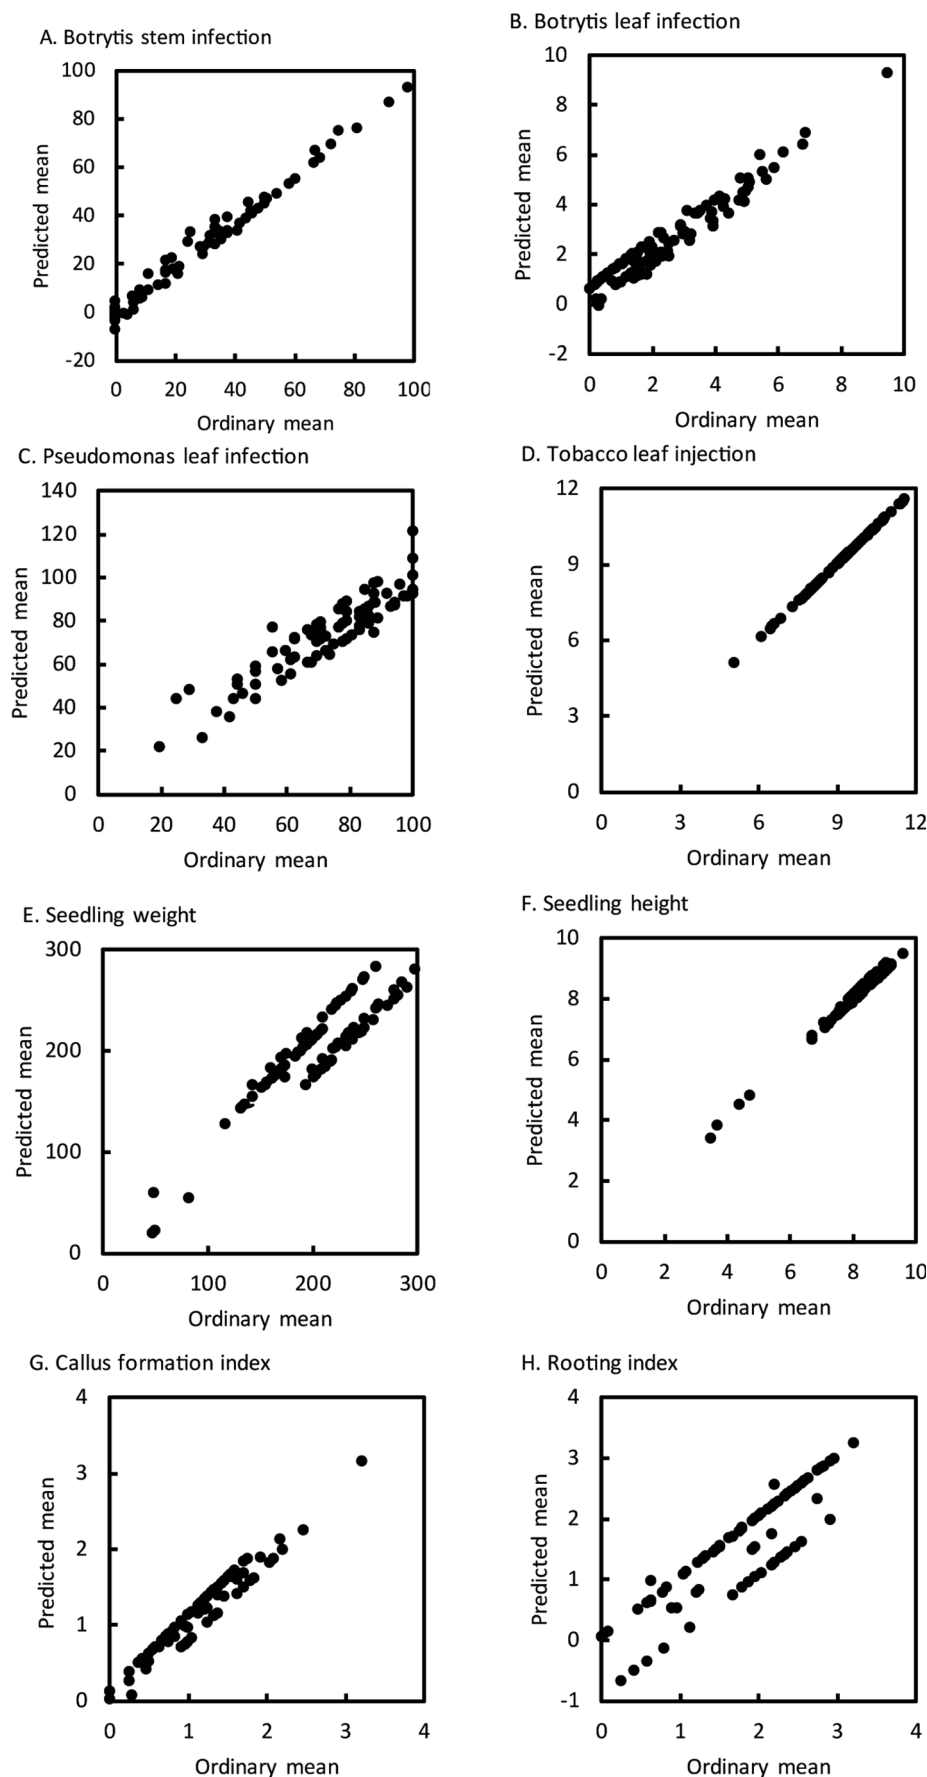 A. Botrytis stem infection
100
80
60
40
20
0
-20
Predicted mean
0 20 40 60 80 100
Ordinary mean
B. Botrytis leaf infection
10
8
6
4
2
0
-2
Predicted mean
0 2 4 6 8 10
Ordinary mean
C. Pseudomonas leaf infection
140
120
100
80
60
40
20
0
Predicted mean
0 20 40 60 80 100
Ordinary mean
D. Tobacco leaf injection
12
9
6
3
0
Predicted mean
0 3 6 9 12
Ordinary mean
E. Seedling weight
300
200
100
0
Predicted mean
0 100 200 300
Ordinary mean
F. Seedling height
10
8
6
4
2
0
Predicted mean
0 2 4 6 8 10
Ordinary mean
G. Callus formation index
4
3
2
1
0
Predicted mean
0 1 2 3 4
Ordinary mean
H. Rooting index
4
3
2
1
0
-1
Predicted mean
0 1 2 3 4
Ordinary mean